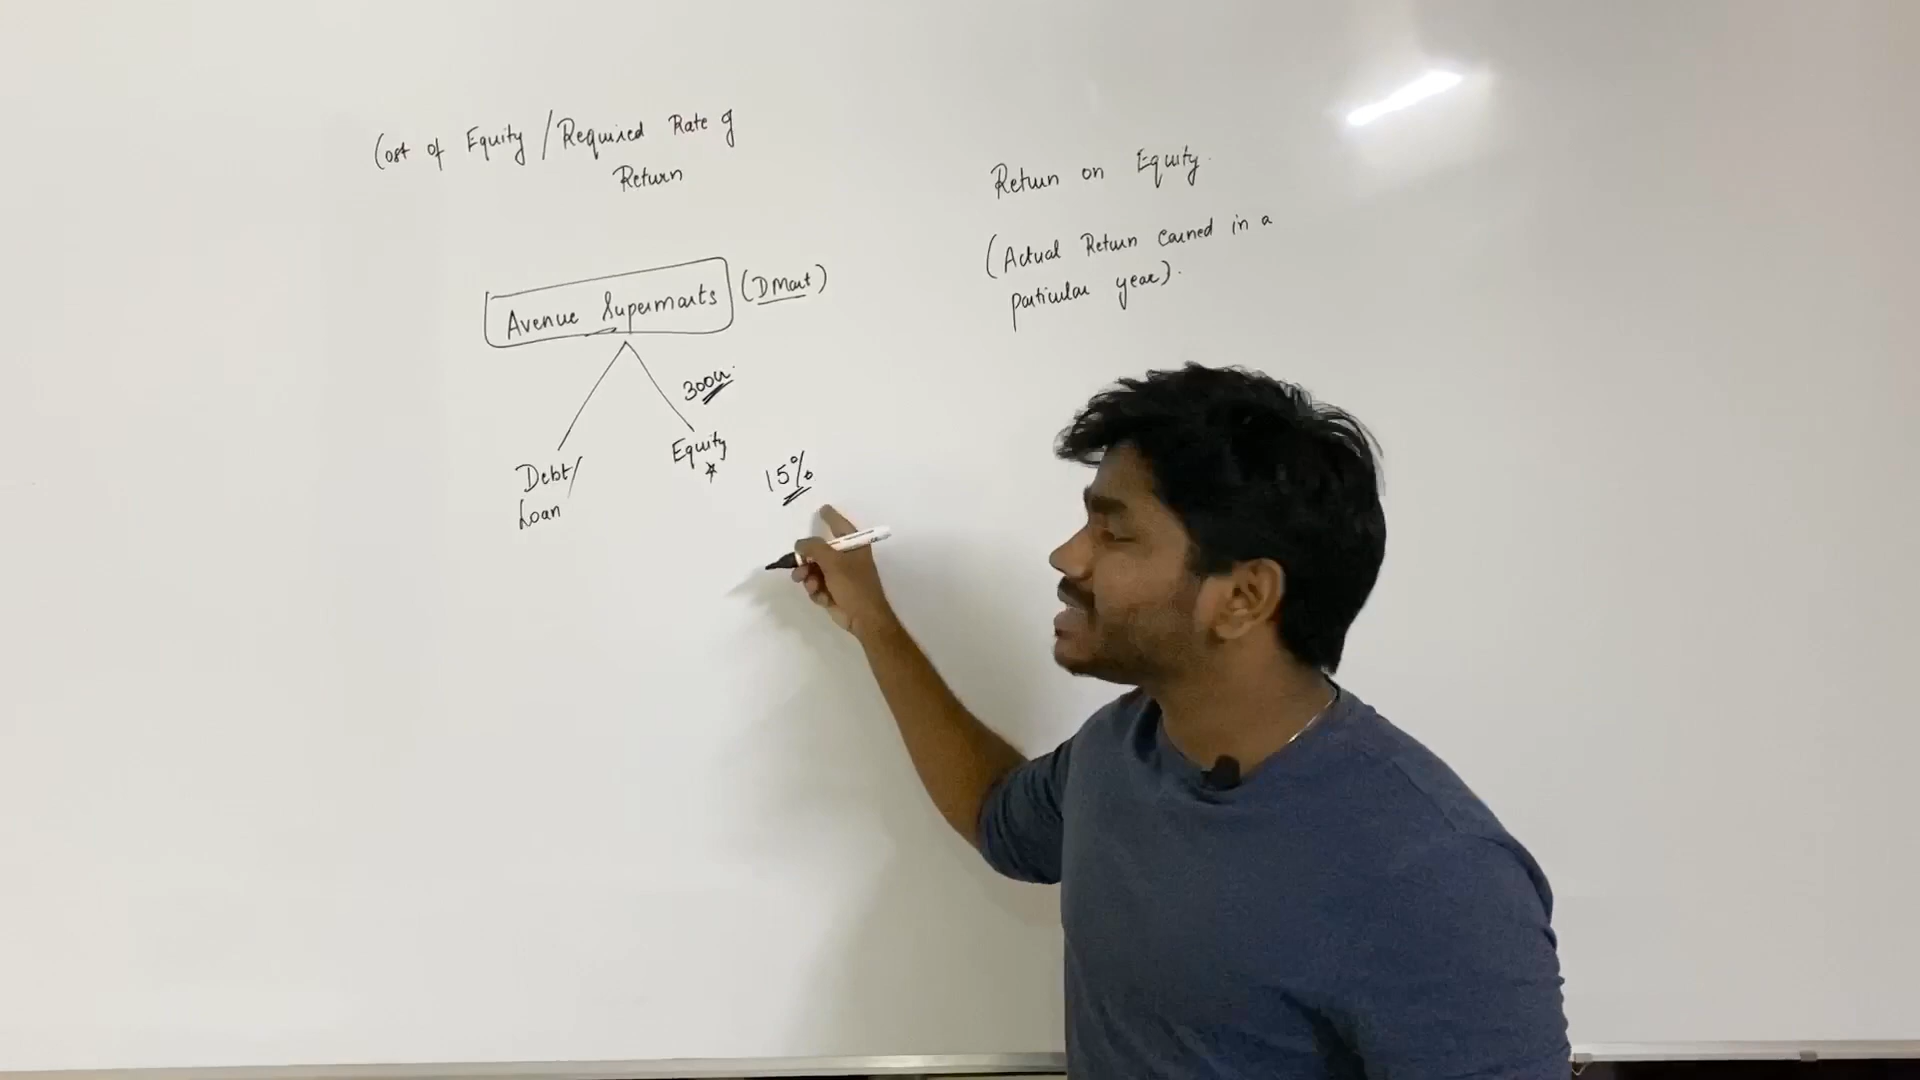 Cost of Equity / Required Rate of
Return
Return on Equity.
(Actual Return earned in a
particular year).
Avenue Supermarts (DMart)
300cr.
Equity
Debt/
Loan
15%